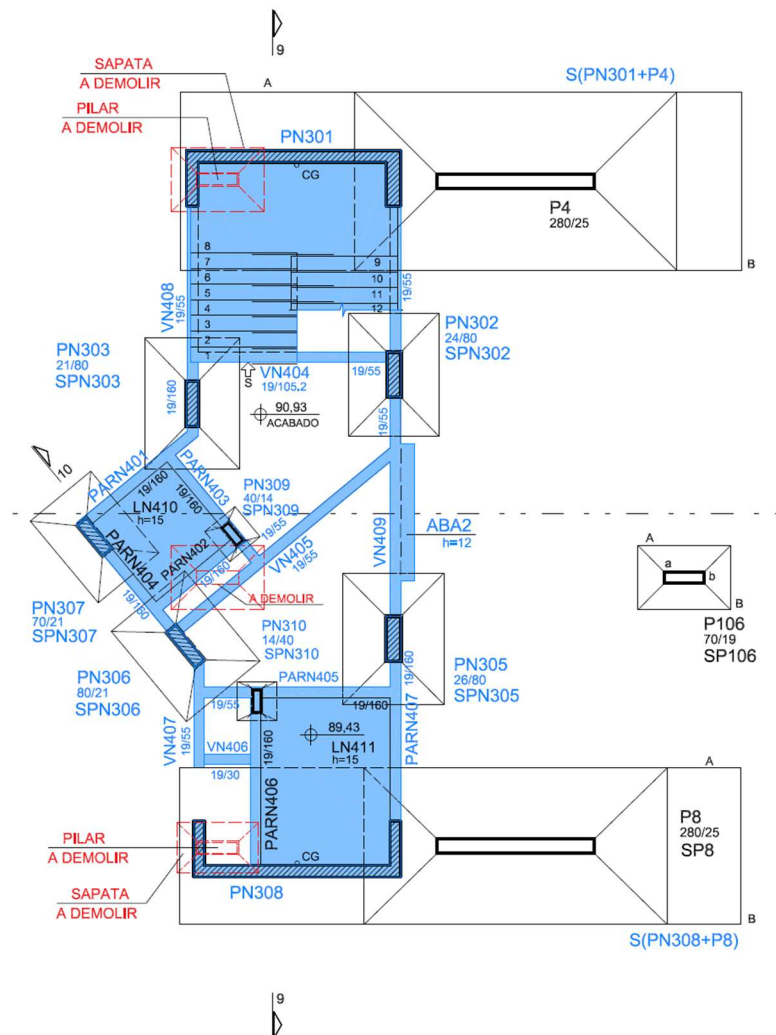 9
SAPATA
A DEMOLIR
A
S(PN301+P4)
PILAR
A DEMOLIR
PN301
CG
P4
280/25
B
8
7
6
5
4
3
2
1
9
10
11
12
19/55
VN408
19/55
PN302
24/80
SPN302
PN303
21/80
SPN303
VN404
19/105.2
19/55
S
19/160
90,93
ACABADO
19/55
10
PARN401
19/160
PARN403
19/160
LN410
h=15
PN309
40/14
SPN309
19/55
VN405
19/55
PARN402
19/160
PARN404
19/160
VN409
ABA2
h=12
A
a
b
B
P106
70/19
SP106
A DEMOLIR
PN307
70/21
SPN307
PN310
14/40
SPN310
PN306
80/21
SPN306
PN305
26/80
SPN305
19/160
PARN405
19/55
19/160
VN407
19/55
VN406
19/30
89,43
LN411
h=15
19/160
PARN406
PARN407
A
P8
280/25
SP8
PILAR
A DEMOLIR
CG
SAPATA
A DEMOLIR
PN308
B
S(PN308+P8)
9